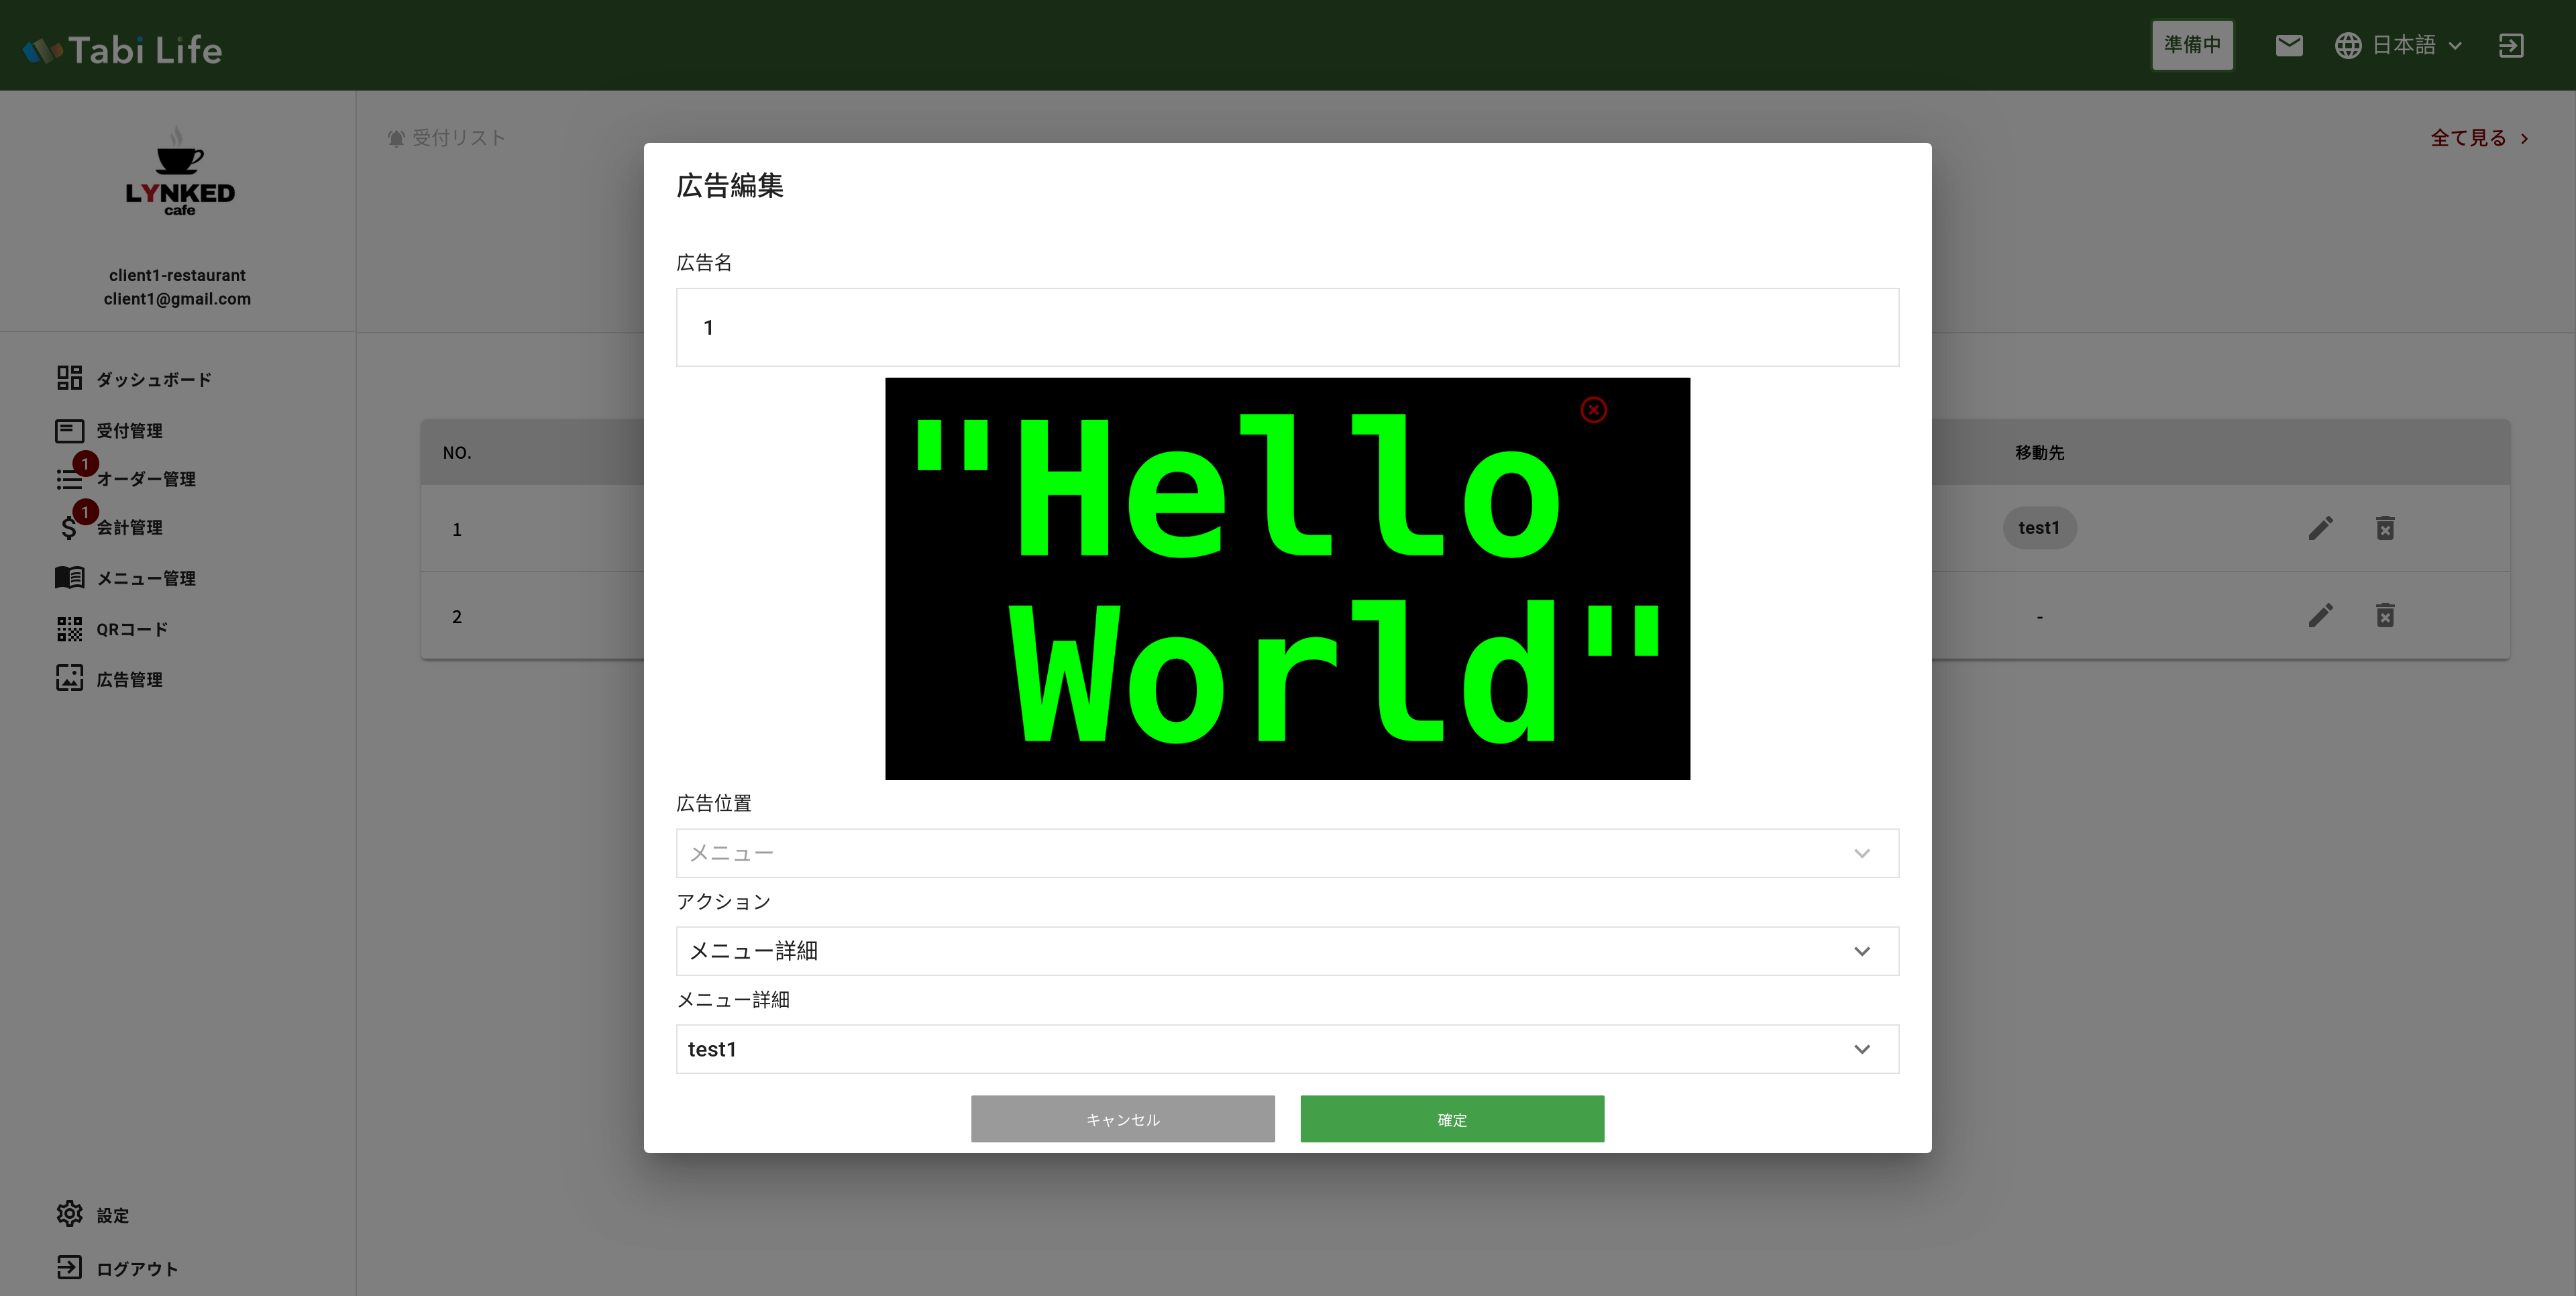 Tabi Life
準備中
日本語
LYNKED
cafe
client1-restaurant
client1@gmail.com
ダッシュボード
受付管理
1
オーダー管理
1
会計管理
メニュー管理
QRコード
広告管理
設定
ログアウト
受付リスト
全て見る
NO.
移動先
1
test1
2
-
広告編集
広告名
1
"Hello
World"
広告位置
メニュー
アクション
メニュー詳細
メニュー詳細
test1
キャンセル
確定